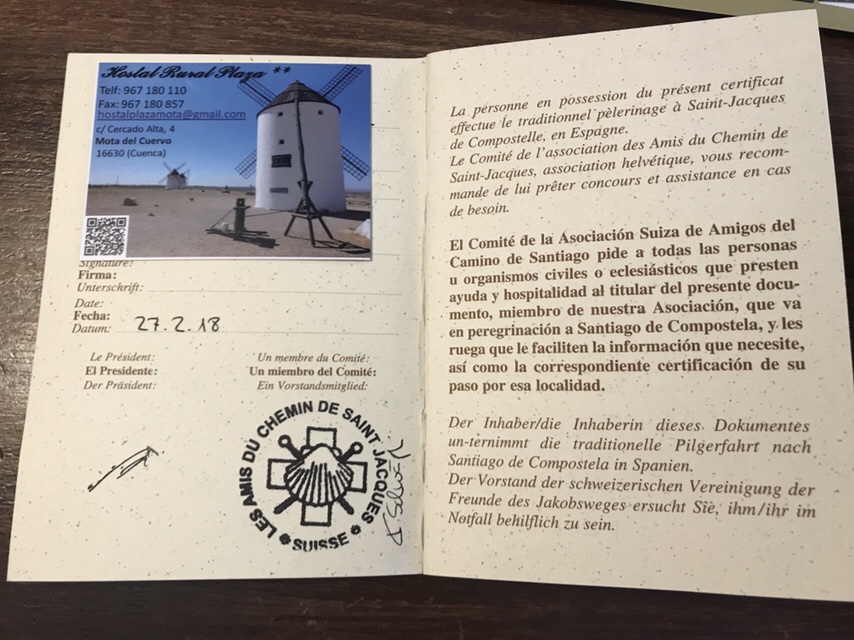 Hostal Rural Plaza **
Telf: 967 180 110
Fax: 967 180 857
hostalplazamota@gmail.com
c/ Cercado Alta, 4
Mota del Cuervo
16630 (Cuenca)
Signature:
Firma:
Unterschrift:
Date:
Fecha:
Datum: 27.2.18
Le Président: Un membre du Comité:
El Presidente: Un miembro del Comité:
Der Präsident: Ein Vorstandsmitglied:
LES AMIS DU CHEMIN DE SAINT JACQUES
SUISSE
La personne en possession du présent certificat
effectue le traditionnel pèlerinage à Saint-Jacques
de Compostelle, en Espagne.
Le Comité de l'association des Amis du Chemin de
Saint-Jacques, association helvétique, vous recom-
mande de lui prêter concours et assistance en cas
de besoin.
El Comité de la Asociación Suiza de Amigos del
Camino de Santiago pide a todas las personas
u organismos civiles o eclesiásticos que presten
ayuda y hospitalidad al titular del presente docu-
mento, miembro de nuestra Asociación, que va
en peregrinación a Santiago de Compostela, y les
ruega que le faciliten la información que necesite,
así como la correspondiente certificación de su
paso por esa localidad.
Der Inhaber/die Inhaberin dieses Dokumentes
un-ternimmt die traditionelle Pilgerfahrt nach
Santiago de Compostela in Spanien.
Der Vorstand der schweizerischen Vereinigung der
Freunde des Jakobsweges ersucht Sie, ihm/ihr im
Notfall behilflich zu sein.